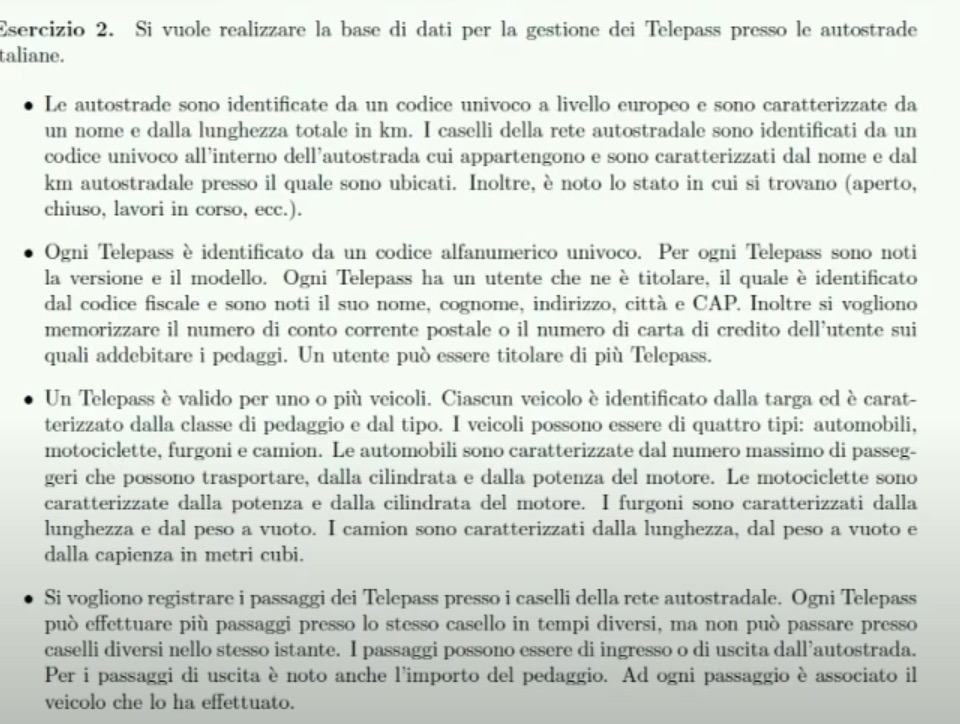 Esercizio 2. Si vuole realizzare la base di dati per la gestione dei Telepass presso le autostrade
taliane.
• Le autostrade sono identificate da un codice univoco a livello europeo e sono caratterizzate da
un nome e dalla lunghezza totale in km. I caselli della rete autostradale sono identificati da un
codice univoco all'interno dell'autostrada cui appartengono e sono caratterizzati dal nome e dal
km autostradale presso il quale sono ubicati. Inoltre, è noto lo stato in cui si trovano (aperto,
chiuso, lavori in corso, ecc.).
• Ogni Telepass è identificato da un codice alfanumerico univoco. Per ogni Telepass sono noti
la versione e il modello. Ogni Telepass ha un utente che ne è titolare, il quale è identificato
dal codice fiscale e sono noti il suo nome, cognome, indirizzo, città e CAP. Inoltre si vogliono
memorizzare il numero di conto corrente postale o il numero di carta di credito dell'utente sui
quali addebitare i pedaggi. Un utente può essere titolare di più Telepass.
• Un Telepass è valido per uno o più veicoli. Ciascun veicolo è identificato dalla targa ed è carat-
terizzato dalla classe di pedaggio e dal tipo. I veicoli possono essere di quattro tipi: automobili,
motociclette, furgoni e camion. Le automobili sono caratterizzate dal numero massimo di passeg-
geri che possono trasportare, dalla cilindrata e dalla potenza del motore. Le motociclette sono
caratterizzate dalla potenza e dalla cilindrata del motore. I furgoni sono caratterizzati dalla
lunghezza e dal peso a vuoto. I camion sono caratterizzati dalla lunghezza, dal peso a vuoto e
dalla capienza in metri cubi.
• Si vogliono registrare i passaggi dei Telepass presso i caselli della rete autostradale. Ogni Telepass
può effettuare più passaggi presso lo stesso casello in tempi diversi, ma non può passare presso
caselli diversi nello stesso istante. I passaggi possono essere di ingresso o di uscita dall'autostrada.
Per i passaggi di uscita è noto anche l'importo del pedaggio. Ad ogni passaggio è associato il
veicolo che lo ha effettuato.